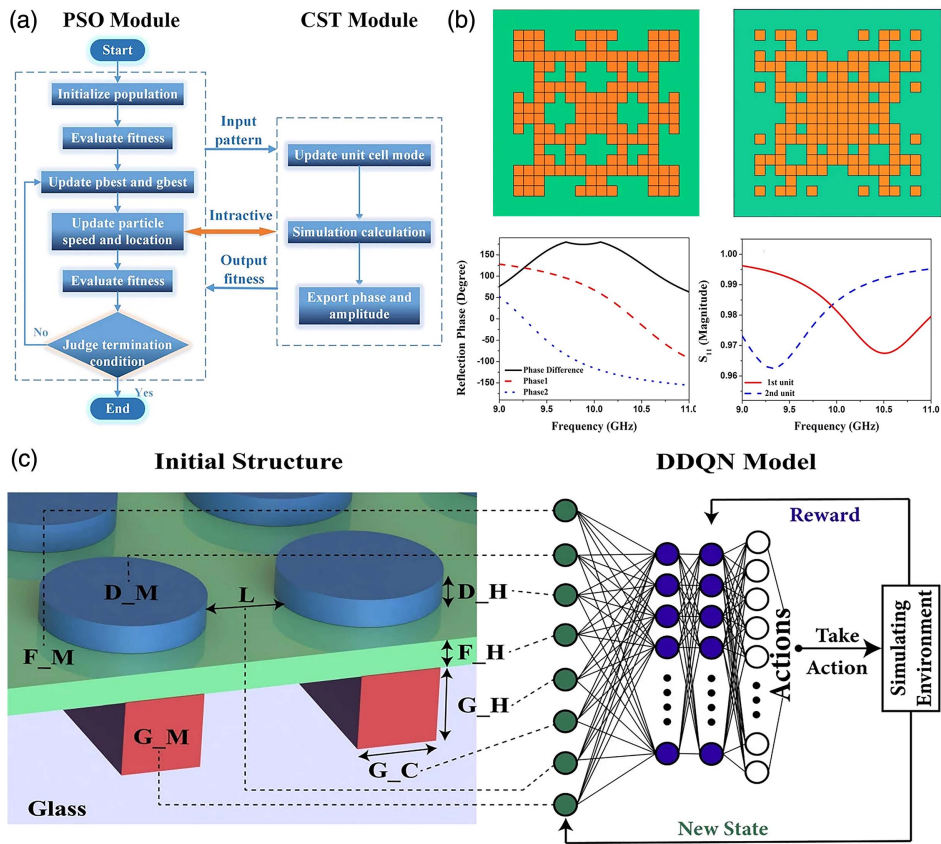 (a)
PSO Module
CST Module
Start
Initialize population
Evaluate fitness
Update pbest and gbest
Update particle
speed and location
Evaluate fitness
No
Judge termination
condition
Yes
End
Input
pattern
Intractive
Output
fitness
Update unit cell mode
Simulation calculation
Export phase and
amplitude
(b)
Reflection Phase (Degree)
150
100
50
0
-50
-100
-150
Phase Difference
Phase1
Phase2
9.0
9.5
10.0
10.5
11.0
Frequency (GHz)
S11 (Magnitude)
1.00
0.99
0.98
0.97
0.96
1st unit
2nd unit
9.0
9.5
10.0
10.5
11.0
Frequency (GHz)
(c)
Initial Structure
DDQN Model
D_M
L
D_H
F_M
F_H
G_H
G_M
G_C
Glass
Reward
Actions
Take
Action
Simulating
Environment
New State